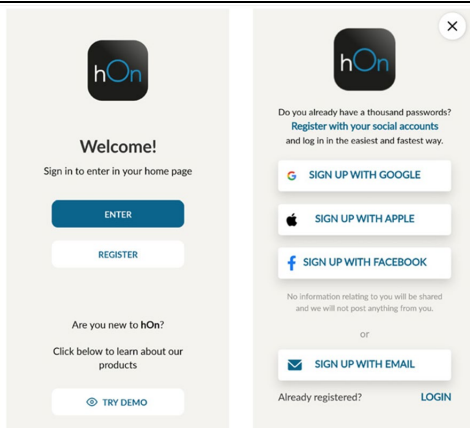 hOn
Welcome!
Sign in to enter in your home page
ENTER
REGISTER
Are you new to hOn?
Click below to learn about our
products
TRY DEMO
hOn
Do you already have a thousand passwords?
Register with your social accounts
and log in in the easiest and fastest way.
SIGN UP WITH GOOGLE
SIGN UP WITH APPLE
SIGN UP WITH FACEBOOK
No information relating to you will be shared
and we will not post anything from you.
or
SIGN UP WITH EMAIL
Already registered? LOGIN